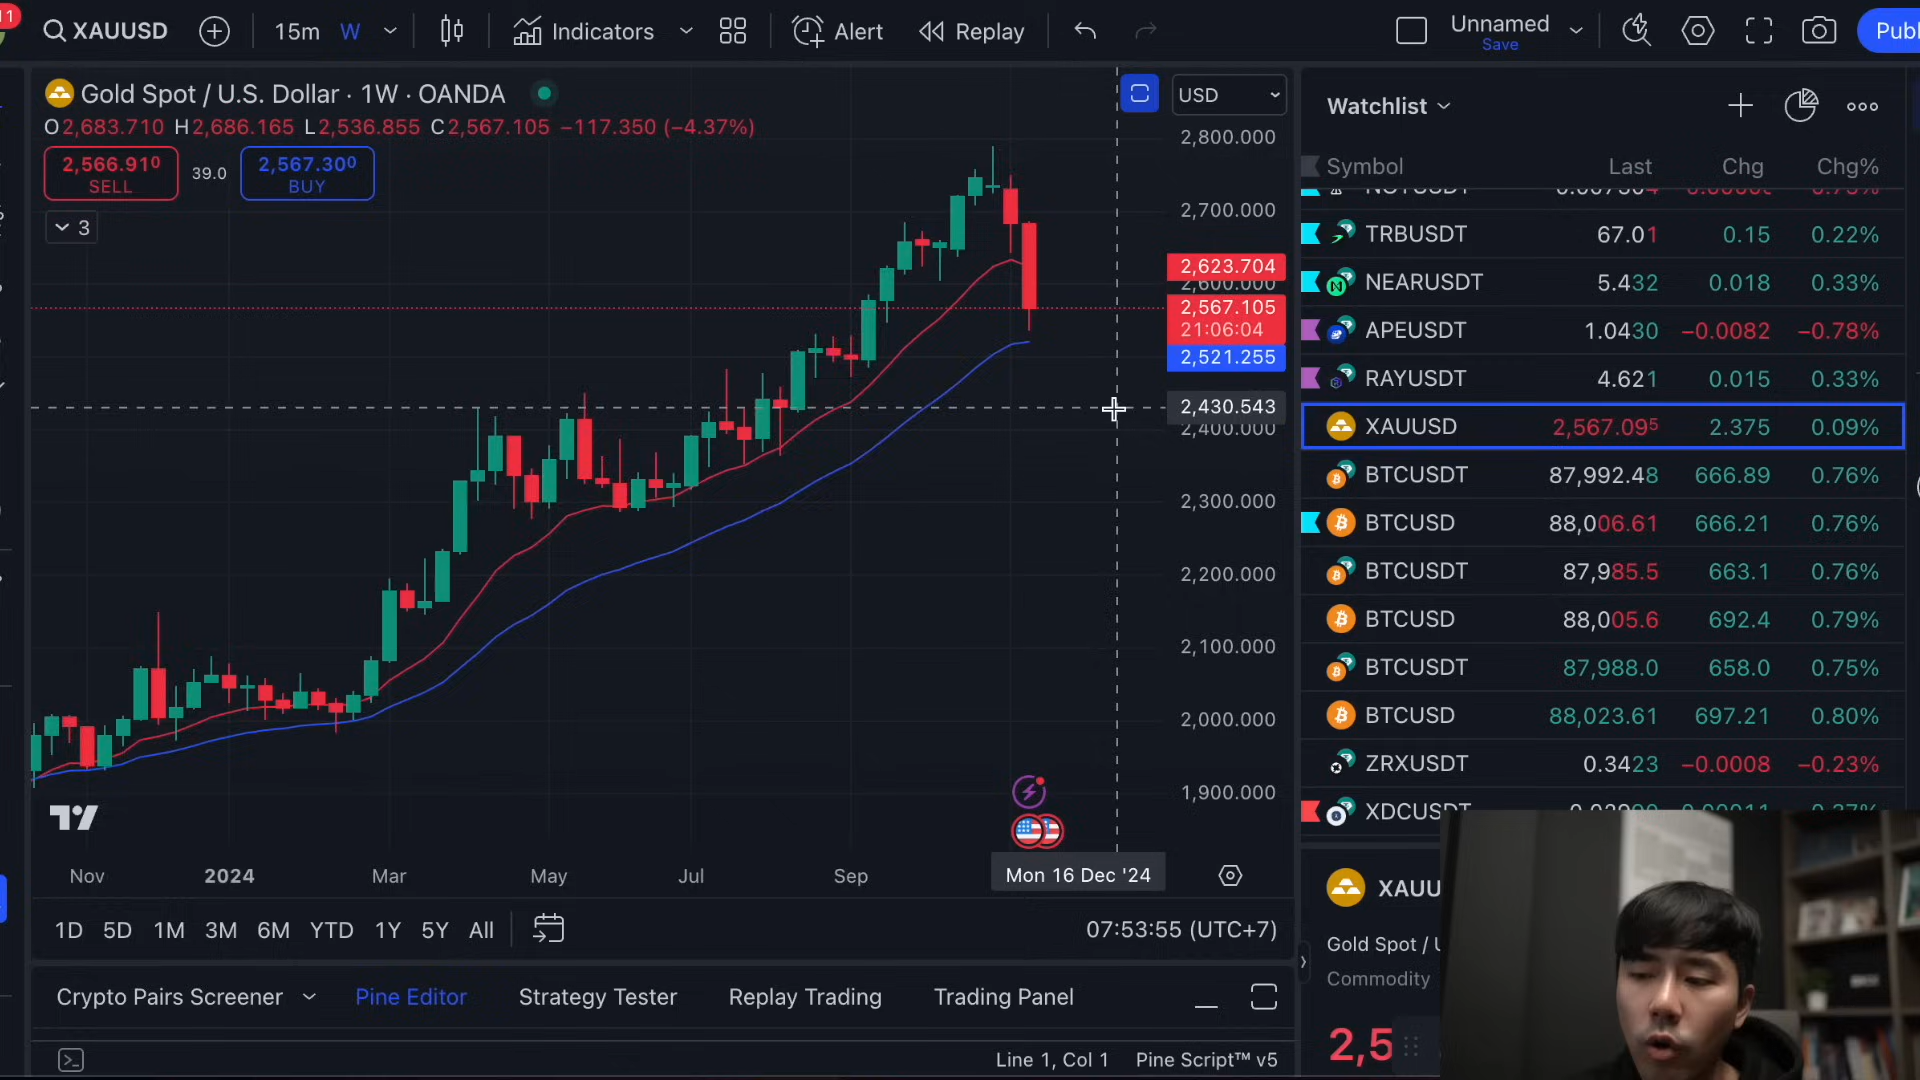 11
XAUUSD
15m
W
Indicators
Alert
Replay
Unnamed
Save
Publ
Gold Spot / U.S. Dollar · 1W · OANDA
O2,683.710 H2,686.165 L2,536.855 C2,567.105 −117.350 (−4.37%)
2,566.910
SELL
39.0
2,567.300
BUY
3
USD
2,800.000
2,700.000
2,623.704
2,600.000
2,567.105
21:06:04
2,521.255
2,430.543
2,400.000
2,300.000
2,200.000
2,100.000
2,000.000
1,900.000
Nov
2024
Mar
May
Jul
Sep
Mon 16 Dec '24
1D 5D 1M 3M 6M YTD 1Y 5Y All
07:53:55 (UTC+7)
Crypto Pairs Screener
Pine Editor
Strategy Tester
Replay Trading
Trading Panel
Line 1, Col 1
Pine Script™ v5
Watchlist
Symbol Last Chg Chg%
TRBUSDT 67.01 0.15 0.22%
NEARUSDT 5.432 0.018 0.33%
APEUSDT 1.0430 −0.0082 −0.78%
RAYUSDT 4.621 0.015 0.33%
XAUUSD 2,567.095 2.375 0.09%
BTCUSDT 87,992.48 666.89 0.76%
BTCUSD 88,006.61 666.21 0.76%
BTCUSDT 87,985.5 663.1 0.76%
BTCUSD 88,005.6 692.4 0.79%
BTCUSDT 87,988.0 658.0 0.75%
BTCUSD 88,023.61 697.21 0.80%
ZRXUSDT 0.3423 −0.0008 −0.23%
XDCUSDT
XAUU
Gold Spot / U
Commodity
2,5